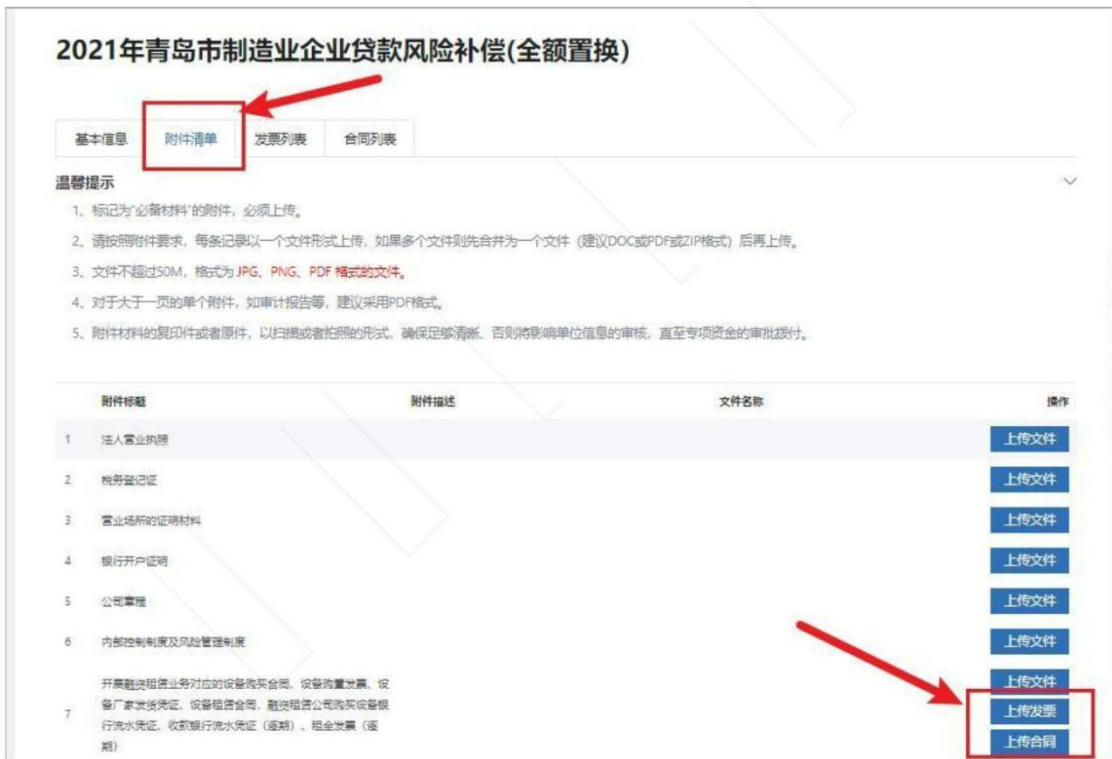 2021年青岛市制造业企业贷款风险补偿(全额置换)
基本信息 附件清单 发票列表 合同列表
温馨提示
1、标记为“必备材料”的附件，必须上传。
2、请按照附件要求，每条记录以一个文件形式上传，如果多个文件则先合并为一个文件（建议DOC或PDF或ZIP格式）后再上传。
3、文件不超过50M，格式为 JPG、PNG、PDF 格式的文件。
4、对于大于一页的单个附件，如审计报告等，建议采用PDF格式。
5、附件材料的复印件或者原件，以扫描或者拍照的形式，确保足够清晰、否则将影响单位信息的审核，直至专项资金的审批拨付。
附件标题 附件描述 文件名称 操作
1 法人营业执照 上传文件
2 税务登记证 上传文件
3 营业场所的证明材料 上传文件
4 银行开户证明 上传文件
5 公司章程 上传文件
6 内部控制制度及风险管理制度 上传文件
开展融资租赁业务对应的设备购买合同、设备购置发票、设 上传文件
备厂家发货凭证、设备租赁合同、融资租赁公司购买设备银 上传发票
7 行流水凭证、收款银行流水凭证（逐期）、租金发票（逐
期） 上传合同